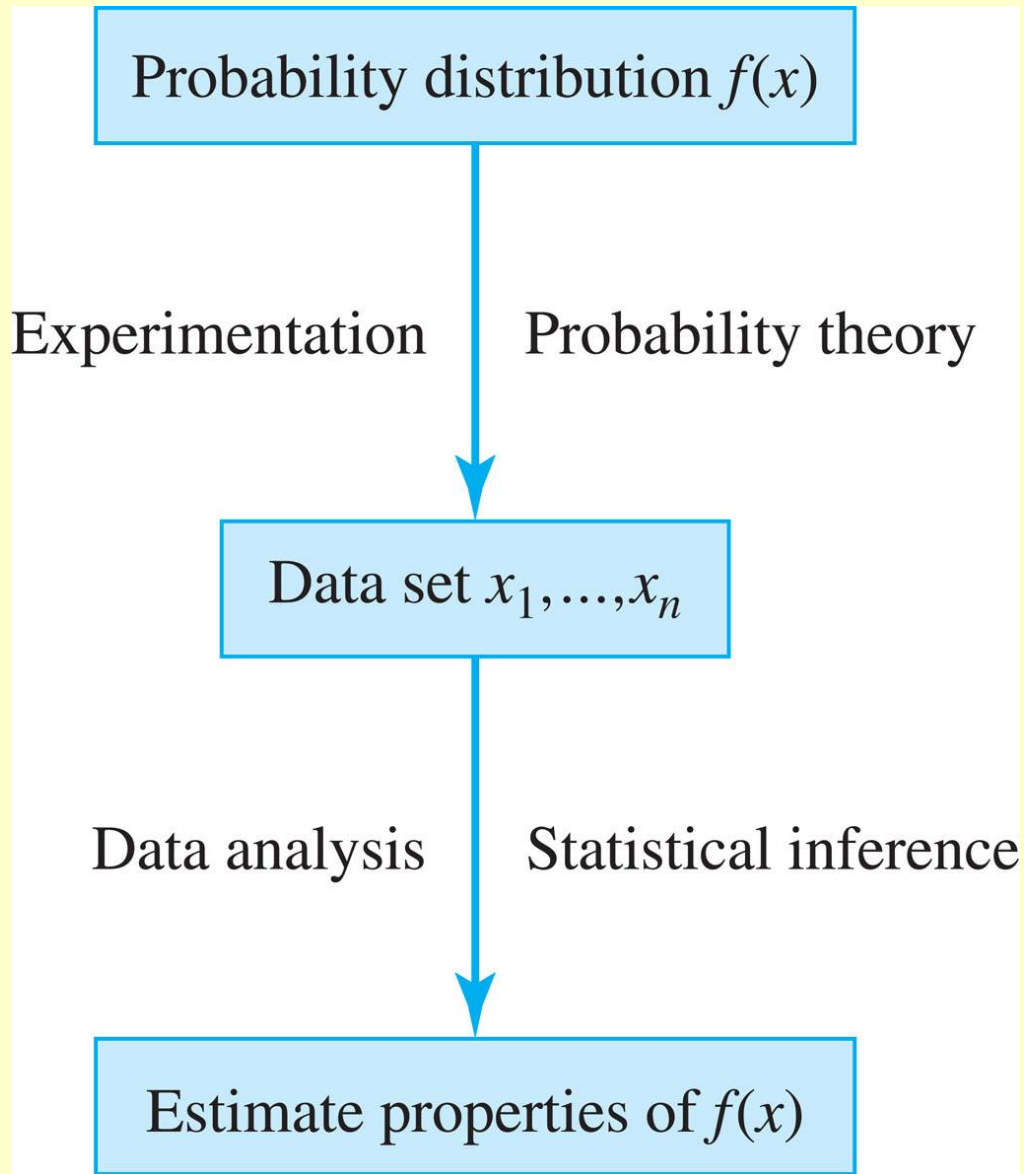 Probability distribution f(x)
Experimentation Probability theory
Data set x₁,...,xₙ
Data analysis Statistical inference
Estimate properties of f(x)